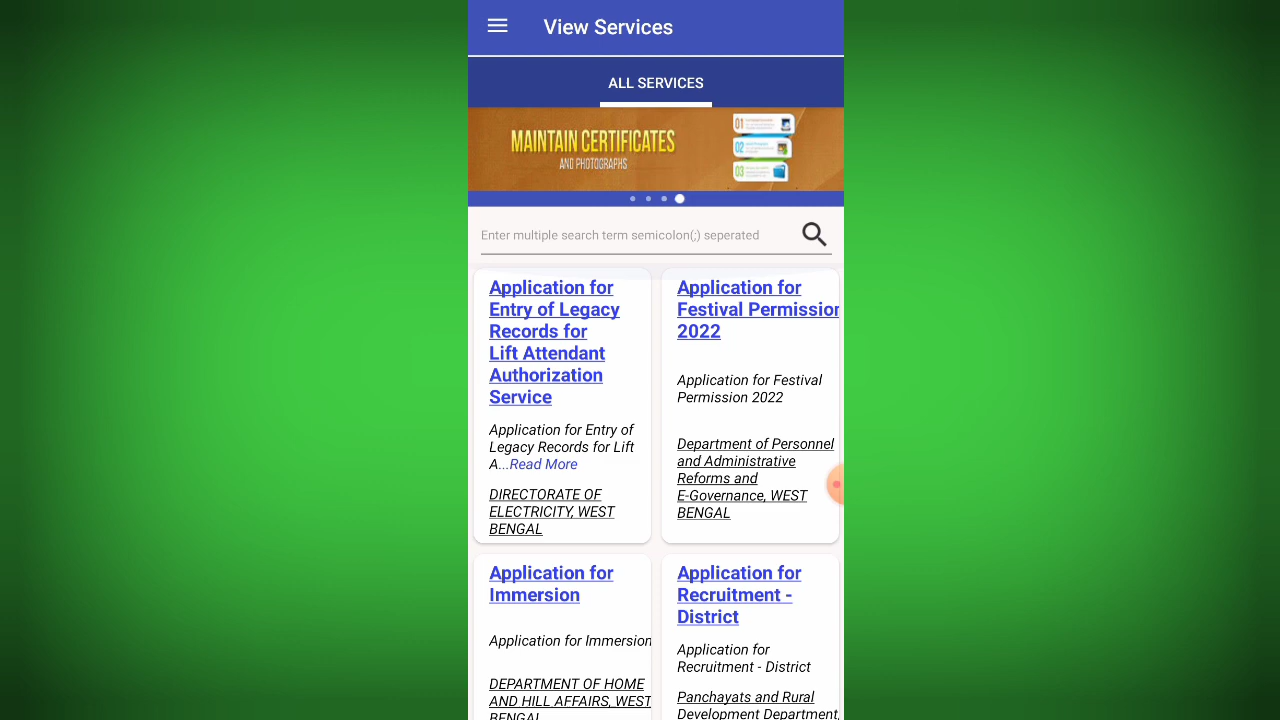 View Services
ALL SERVICES
MAINTAIN CERTIFICATES
AND PHOTOGRAPHS
01
02
03
Enter multiple search term semicolon(;) seperated
Application for
Entry of Legacy
Records for
Lift Attendant
Authorization
Service
Application for Entry of
Legacy Records for Lift
A...Read More
DIRECTORATE OF
ELECTRICITY, WEST
BENGAL
Application for
Festival Permission
2022
Application for Festival
Permission 2022
Department of Personnel
and Administrative
Reforms and
E-Governance, WEST
BENGAL
Application for
Immersion
Application for Immersion
DEPARTMENT OF HOME
AND HILL AFFAIRS, WEST
BENGAL
Application for
Recruitment -
District
Application for
Recruitment - District
Panchayats and Rural
Development Department,